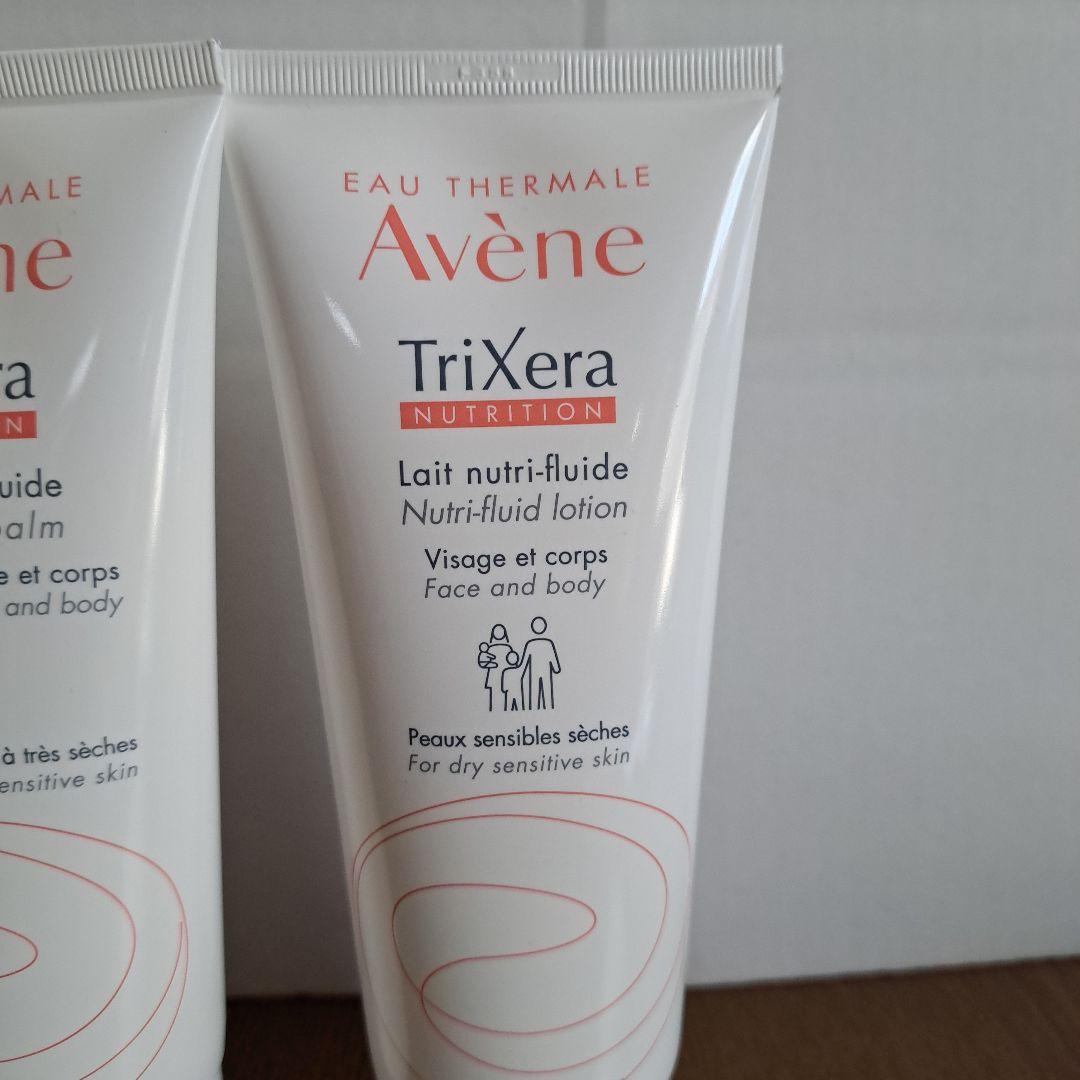 MALE
ne
ra
N
uide
balm
e et corps
and body
à très sèches
ensitive skin
EAU THERMALE
Avène
TriXera
NUTRITION
Lait nutri-fluide
Nutri-fluid lotion
Visage et corps
Face and body
Peaux sensibles sèches
For dry sensitive skin